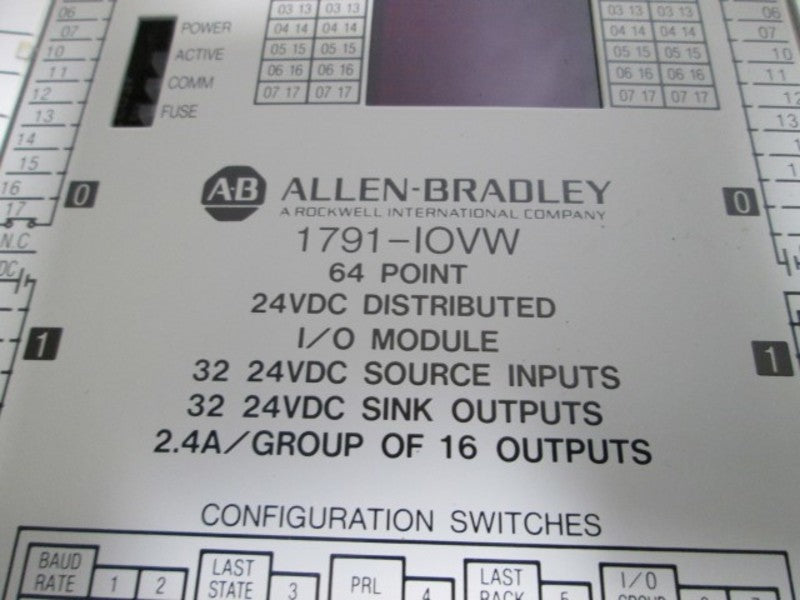 06
07
10
11
12
13
14
15
16
17
N.C
DC
0
1
POWER
ACTIVE
COMM
FUSE
03 13 03 13
04 14 04 14
05 15 05 15
06 16 06 16
07 17 07 17
03 13 03 13
04 14 04 14
05 15 05 15
06 16 06 16
07 17 07 17
06
07
10
11
12
13
0
1
A·B ALLEN-BRADLEY
A ROCKWELL INTERNATIONAL COMPANY
1791-IOVW
64 POINT
24VDC DISTRIBUTED
I/O MODULE
32 24VDC SOURCE INPUTS
32 24VDC SINK OUTPUTS
2.4A/GROUP OF 16 OUTPUTS
CONFIGURATION SWITCHES
BAUD
RATE 1 2
LAST
STATE 3
PRL 4
LAST
RACK 5
I/O
GROUP 6 7